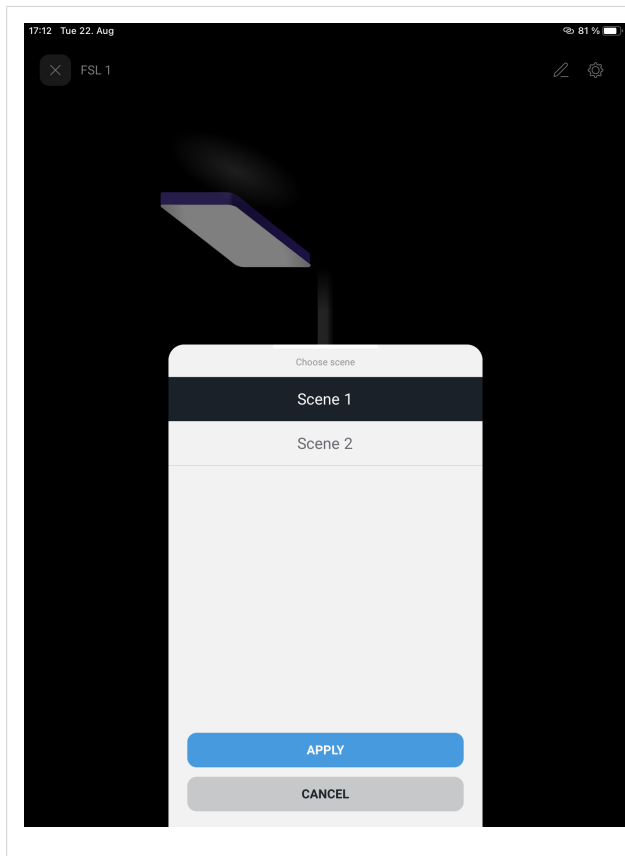 17:12 Tue 22. Aug 81 %
FSL 1
Choose scene
Scene 1
Scene 2
APPLY
CANCEL